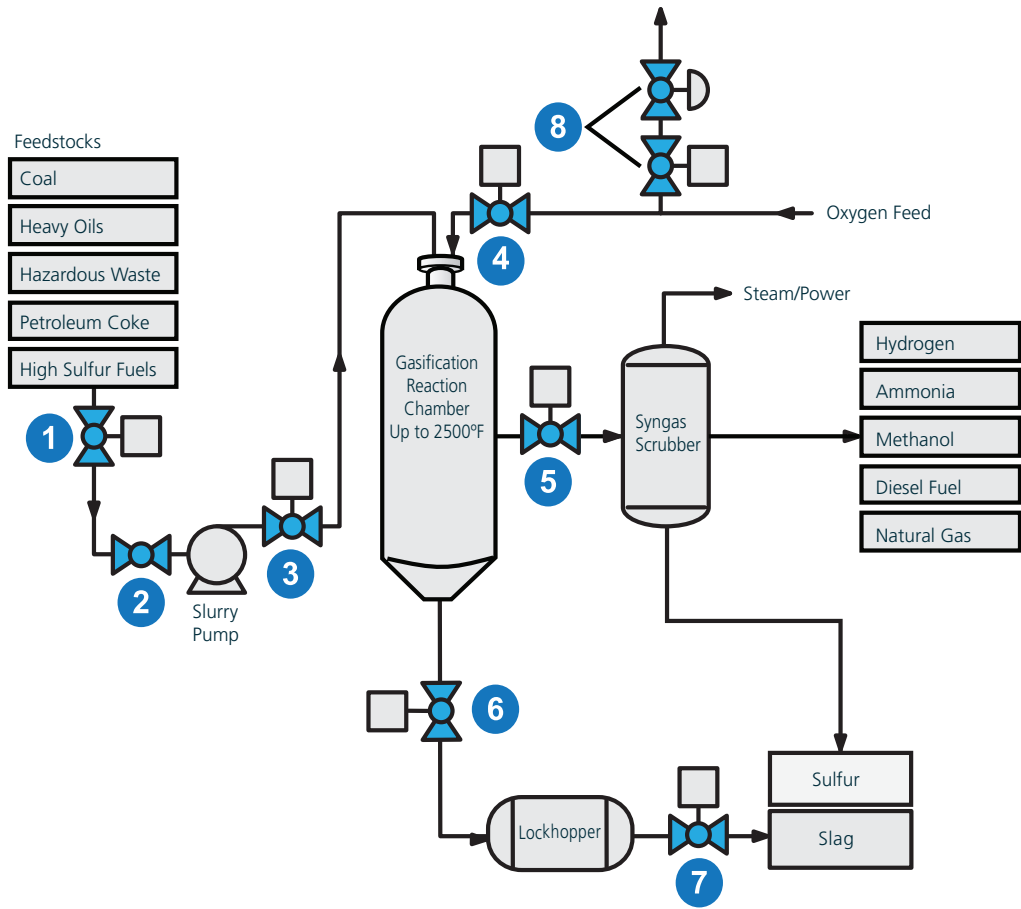 Feedstocks
Coal
Heavy Oils
Hazardous Waste
Petroleum Coke
High Sulfur Fuels
1
2
Slurry
Pump
3
4
8
Oxygen Feed
Gasification
Reaction
Chamber
Up to 2500ºF
5
Steam/Power
Syngas
Scrubber
Hydrogen
Ammonia
Methanol
Diesel Fuel
Natural Gas
6
Lockhopper
7
Sulfur
Slag